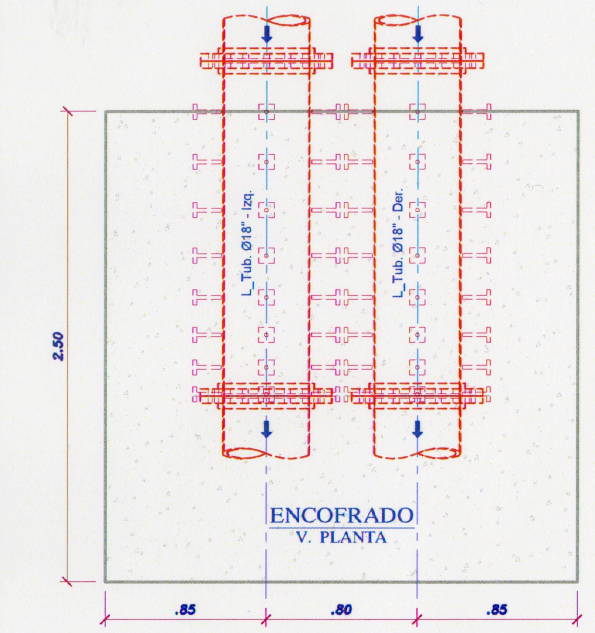 L_Tub. Ø18" - Izq.
L_Tub. Ø18" - Der.
2.50
ENCOFRADO
V. PLANTA
.85
.80
.85